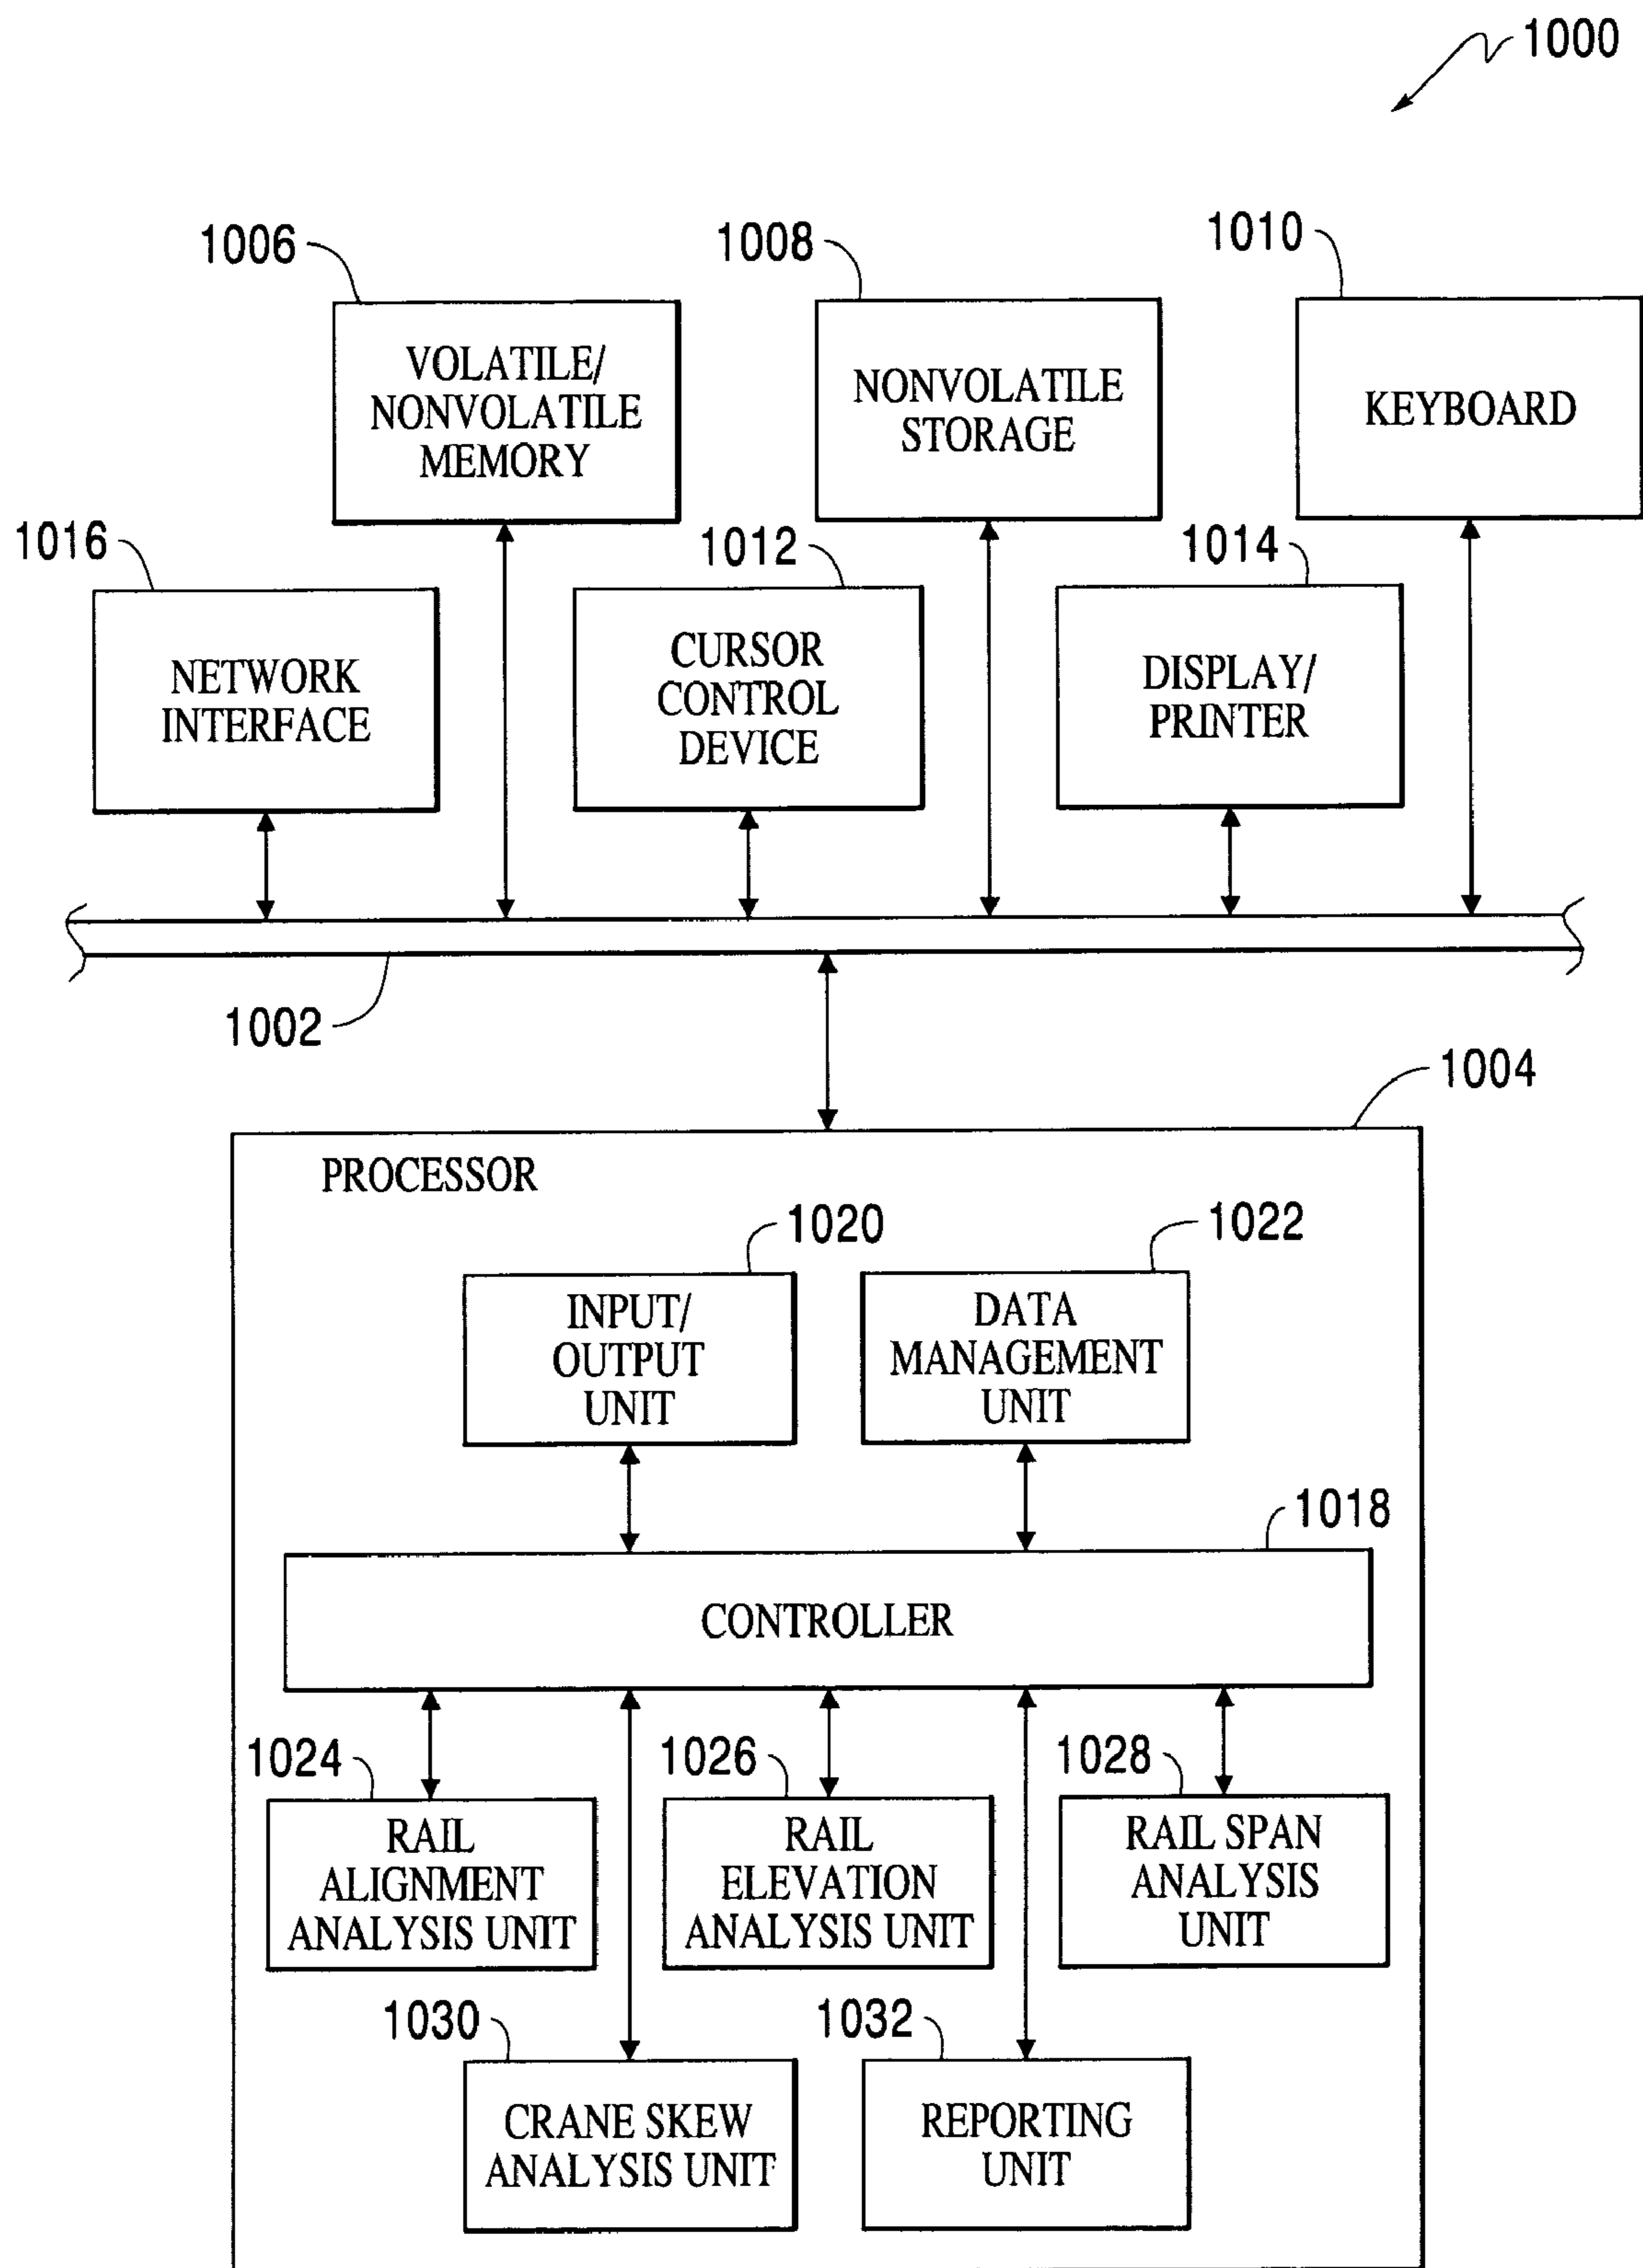 1000
1006
1008
1010
VOLATILE/
NONVOLATILE
MEMORY
NONVOLATILE
STORAGE
KEYBOARD
1016
1012
1014
NETWORK
INTERFACE
CURSOR
CONTROL
DEVICE
DISPLAY/
PRINTER
1002
1004
PROCESSOR
1020
1022
INPUT/
OUTPUT
UNIT
DATA
MANAGEMENT
UNIT
1018
CONTROLLER
1024
1026
1028
RAIL
ALIGNMENT
ANALYSIS UNIT
RAIL
ELEVATION
ANALYSIS UNIT
RAIL SPAN
ANALYSIS
UNIT
1030
1032
CRANE SKEW
ANALYSIS UNIT
REPORTING
UNIT